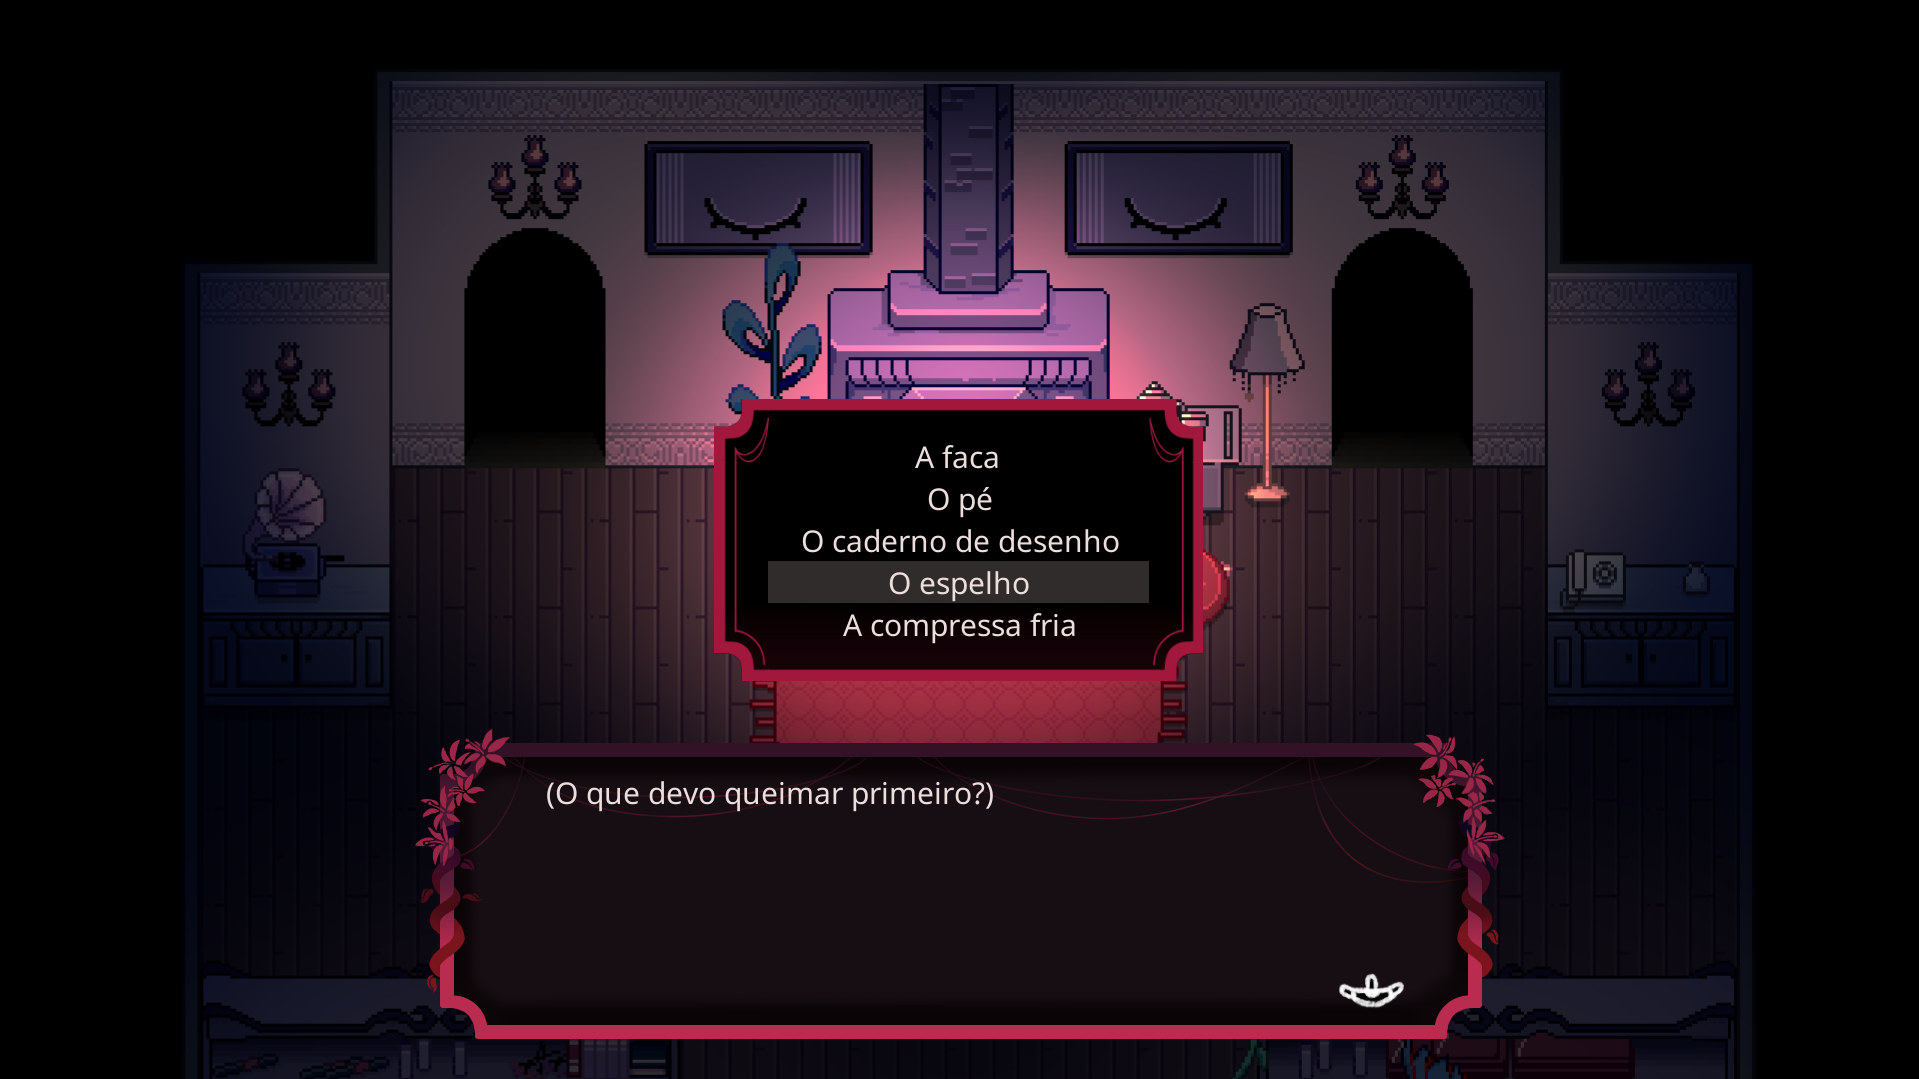 A faca
O pé
O caderno de desenho
O espelho
A compressa fria
(O que devo queimar primeiro?)